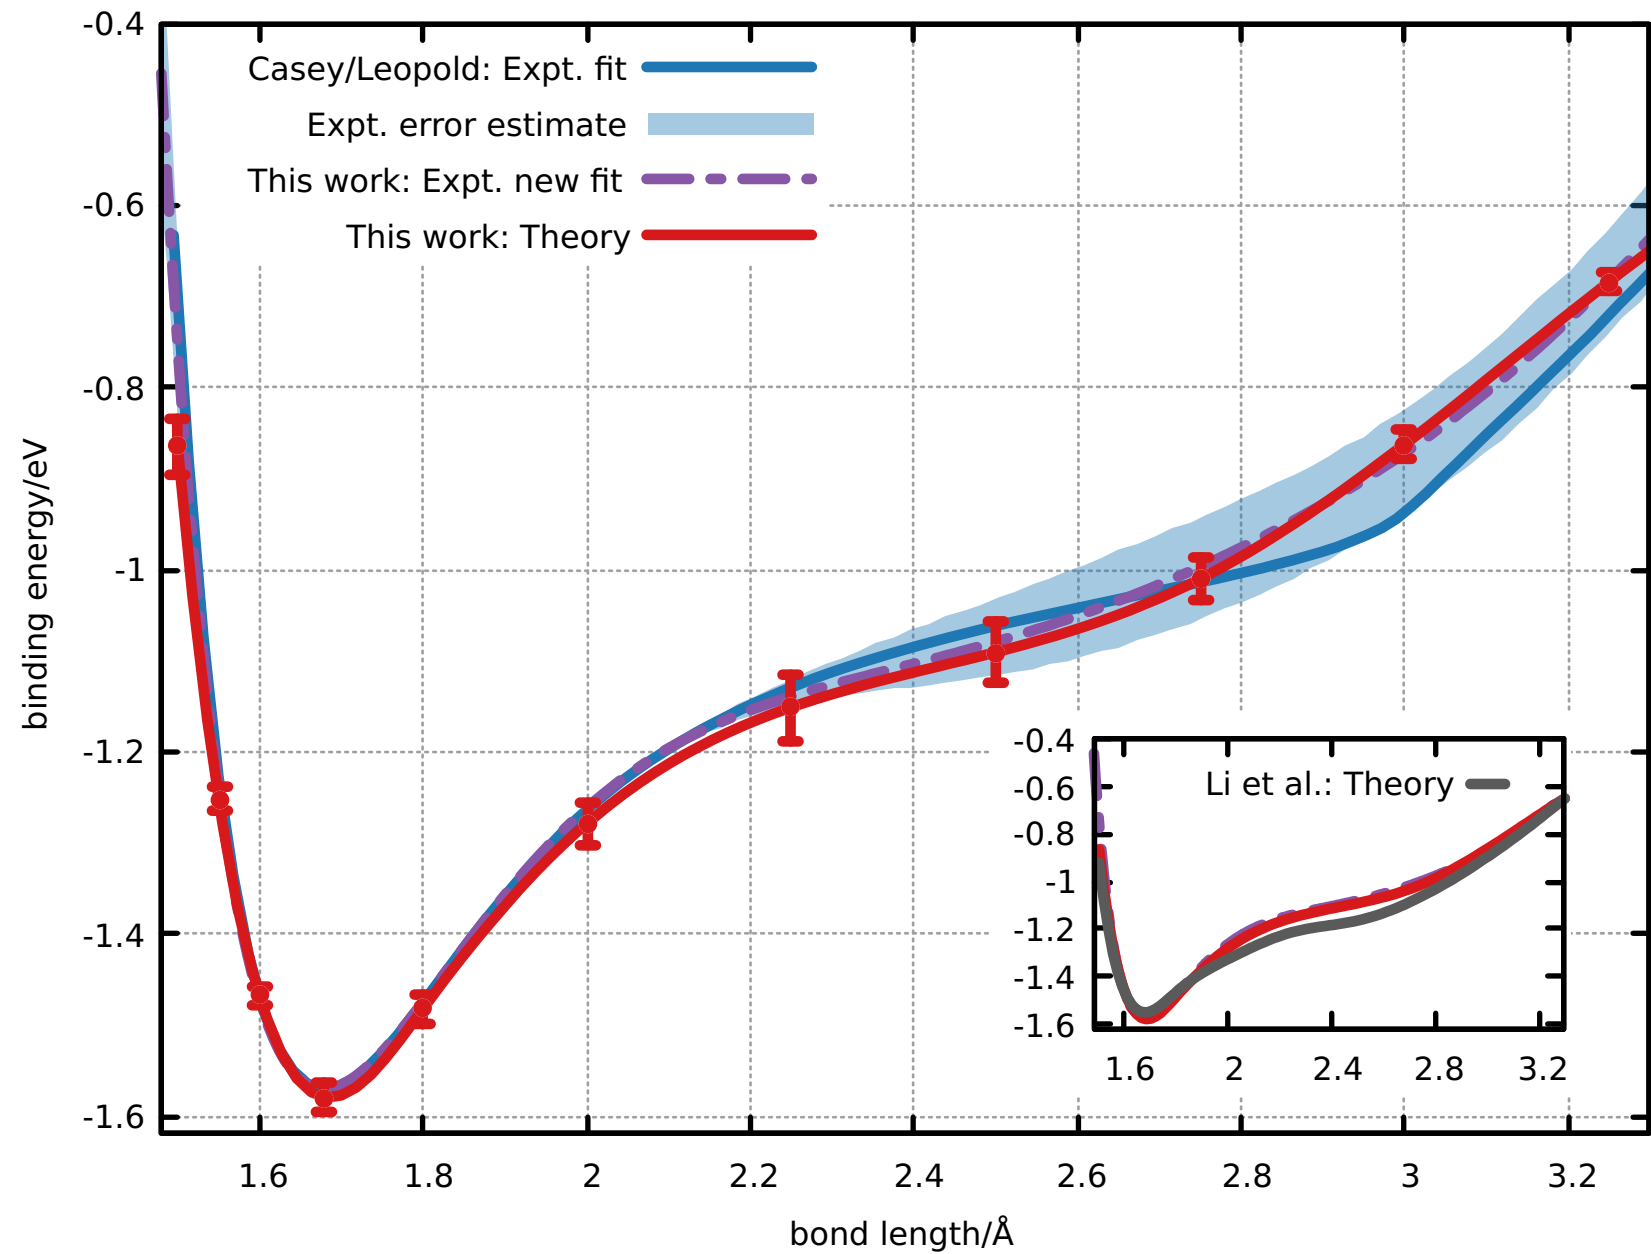 -0.4
Casey/Leopold: Expt. fit
Expt. error estimate
This work: Expt. new fit
-0.6
This work: Theory
-0.8
binding energy/eV
-1
-1.2
-1.4
-1.6
1.6 1.8 2 2.2 2.4 2.6 2.8 3 3.2
bond length/Å
-0.4
Li et al.: Theory
-0.6
-0.8
-1
-1.2
-1.4
-1.6
1.6 2 2.4 2.8 3.2